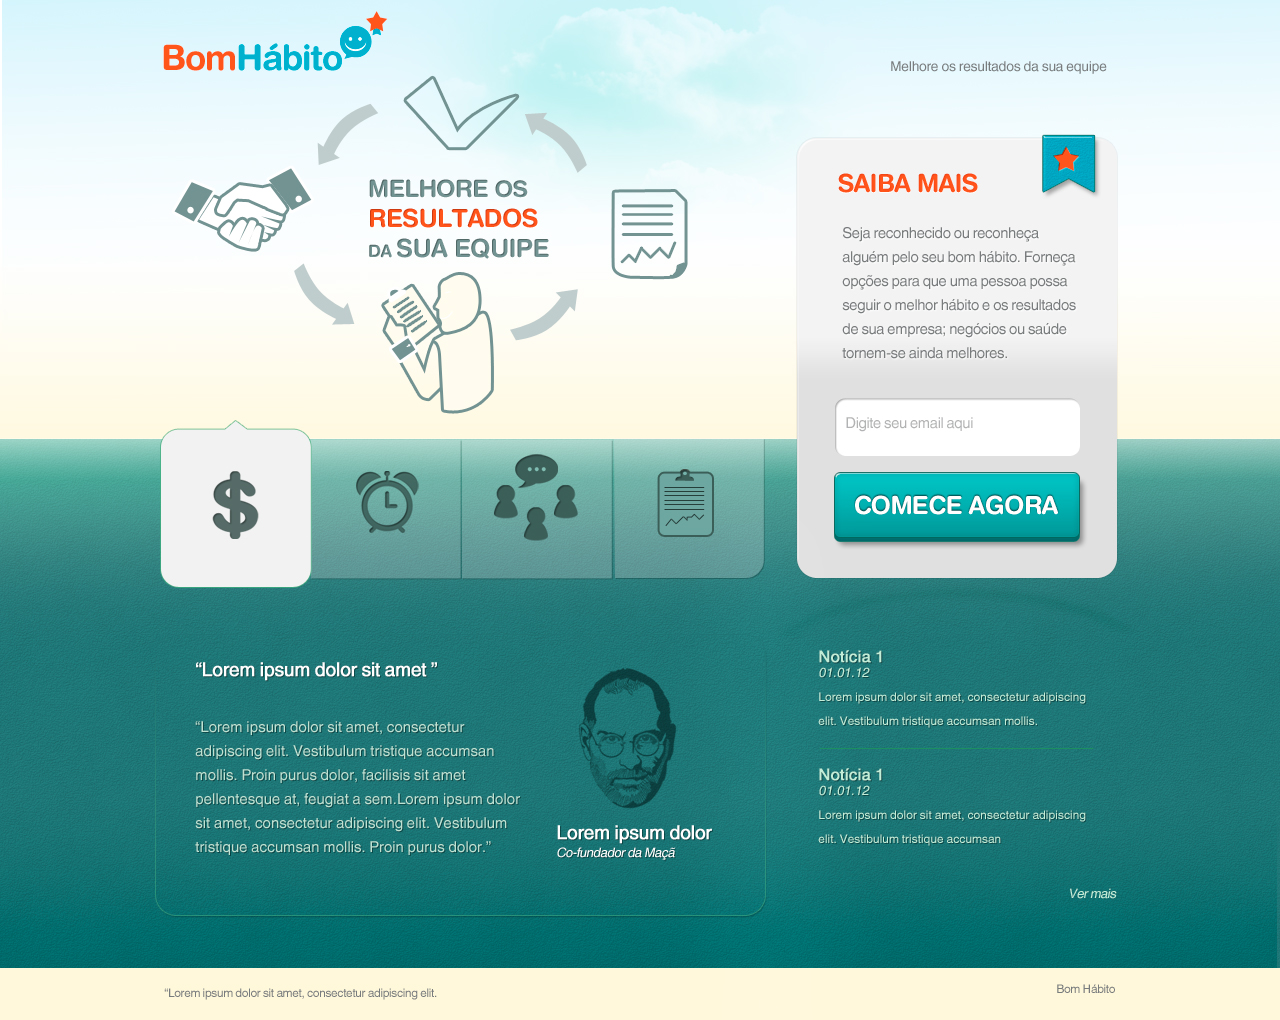 BomHábito
Melhore os resultados da sua equipe
MELHORE OS
RESULTADOS
DA SUA EQUIPE
SAIBA MAIS
Seja reconhecido ou reconheça
alguém pelo seu bom hábito. Forneça
opções para que uma pessoa possa
seguir o melhor hábito e os resultados
de sua empresa; negócios ou saúde
tornem-se ainda melhores.
Digite seu email aqui
COMECE AGORA
“Lorem ipsum dolor sit amet ”
“Lorem ipsum dolor sit amet, consectetur
adipiscing elit. Vestibulum tristique accumsan
mollis. Proin purus dolor, facilisis sit amet
pellentesque at, feugiat a sem.Lorem ipsum dolor
sit amet, consectetur adipiscing elit. Vestibulum
tristique accumsan mollis. Proin purus dolor.”
Lorem ipsum dolor
Co-fundador da Maçã
Notícia 1
01.01.12
Lorem ipsum dolor sit amet, consectetur adipiscing
elit. Vestibulum tristique accumsan mollis.
Notícia 1
01.01.12
Lorem ipsum dolor sit amet, consectetur adipiscing
elit. Vestibulum tristique accumsan
Ver mais
“Lorem ipsum dolor sit amet, consectetur adipiscing elit.
Bom Hábito